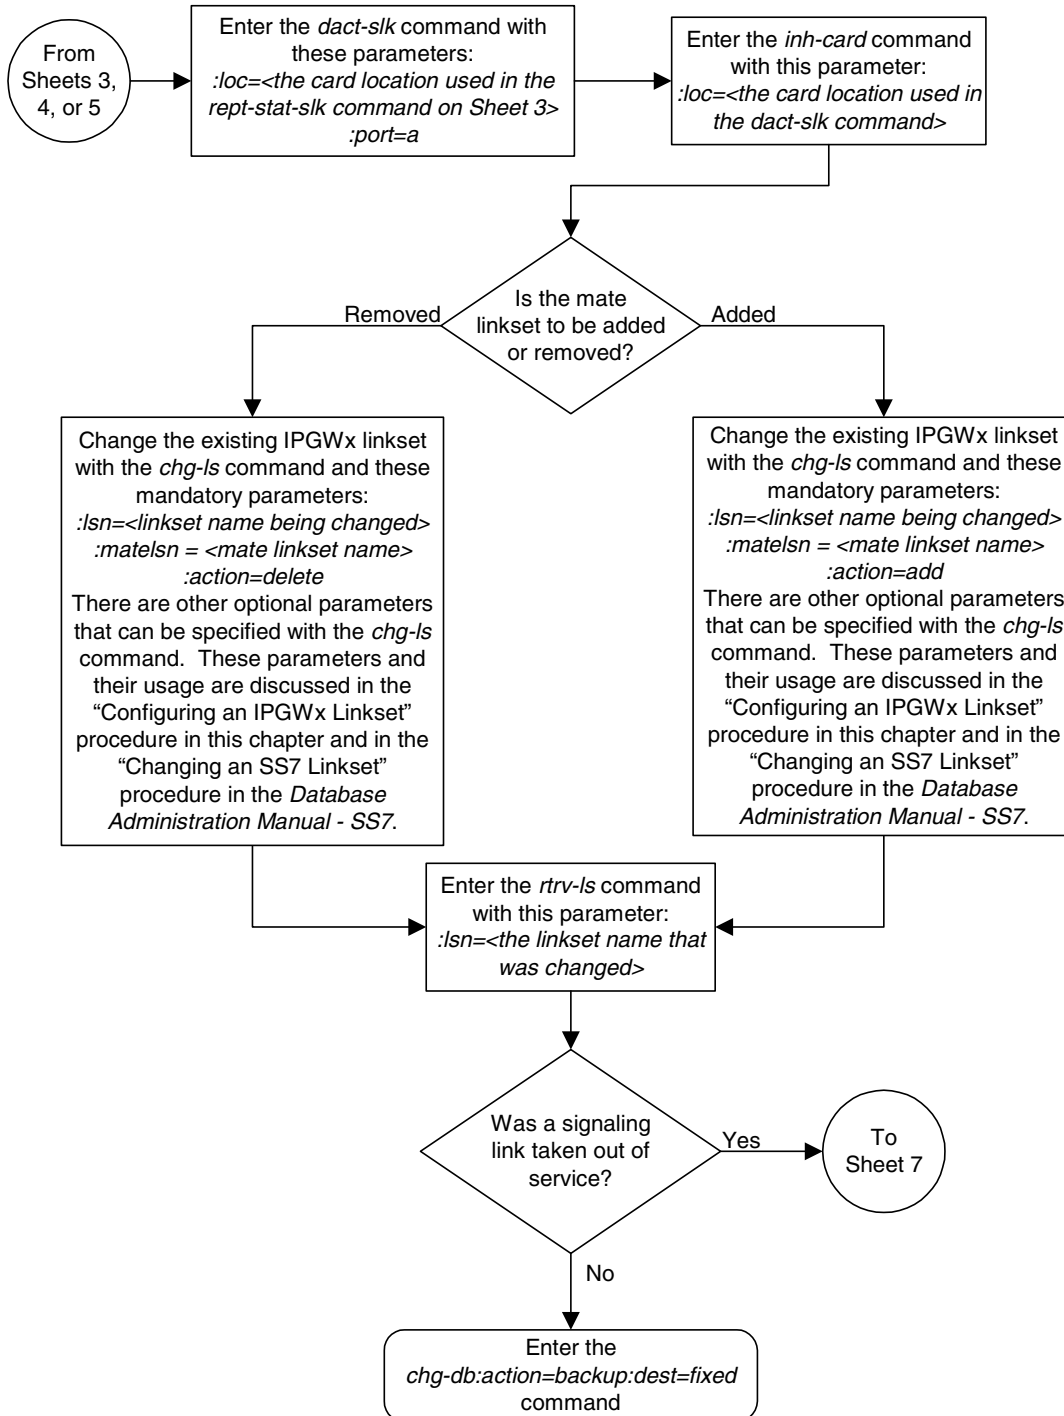 From
Sheets 3,
4, or 5
Enter the dact-slk command with
these parameters:
:loc=<the card location used in the
rept-stat-slk command on Sheet 3>
:port=a
Enter the inh-card command
with this parameter:
:loc=<the card location used in
the dact-slk command>
Is the mate
linkset to be added
or removed?
Removed
Added
Change the existing IPGWx linkset
with the chg-ls command and these
mandatory parameters:
:lsn=<linkset name being changed>
:matelsn = <mate linkset name>
:action=delete
There are other optional parameters
that can be specified with the chg-ls
command.  These parameters and
their usage are discussed in the
“Configuring an IPGWx Linkset”
procedure in this chapter and in the
“Changing an SS7 Linkset”
procedure in the Database
Administration Manual - SS7.
Change the existing IPGWx linkset
with the chg-ls command and these
mandatory parameters:
:lsn=<linkset name being changed>
:matelsn = <mate linkset name>
:action=add
There are other optional parameters
that can be specified with the chg-ls
command.  These parameters and
their usage are discussed in the
“Configuring an IPGWx Linkset”
procedure in this chapter and in the
“Changing an SS7 Linkset”
procedure in the Database
Administration Manual - SS7.
Enter the rtrv-ls command
with this parameter:
:lsn=<the linkset name that
was changed>
Was a signaling
link taken out of
service?
Yes
To
Sheet 7
No
Enter the
chg-db:action=backup:dest=fixed
command